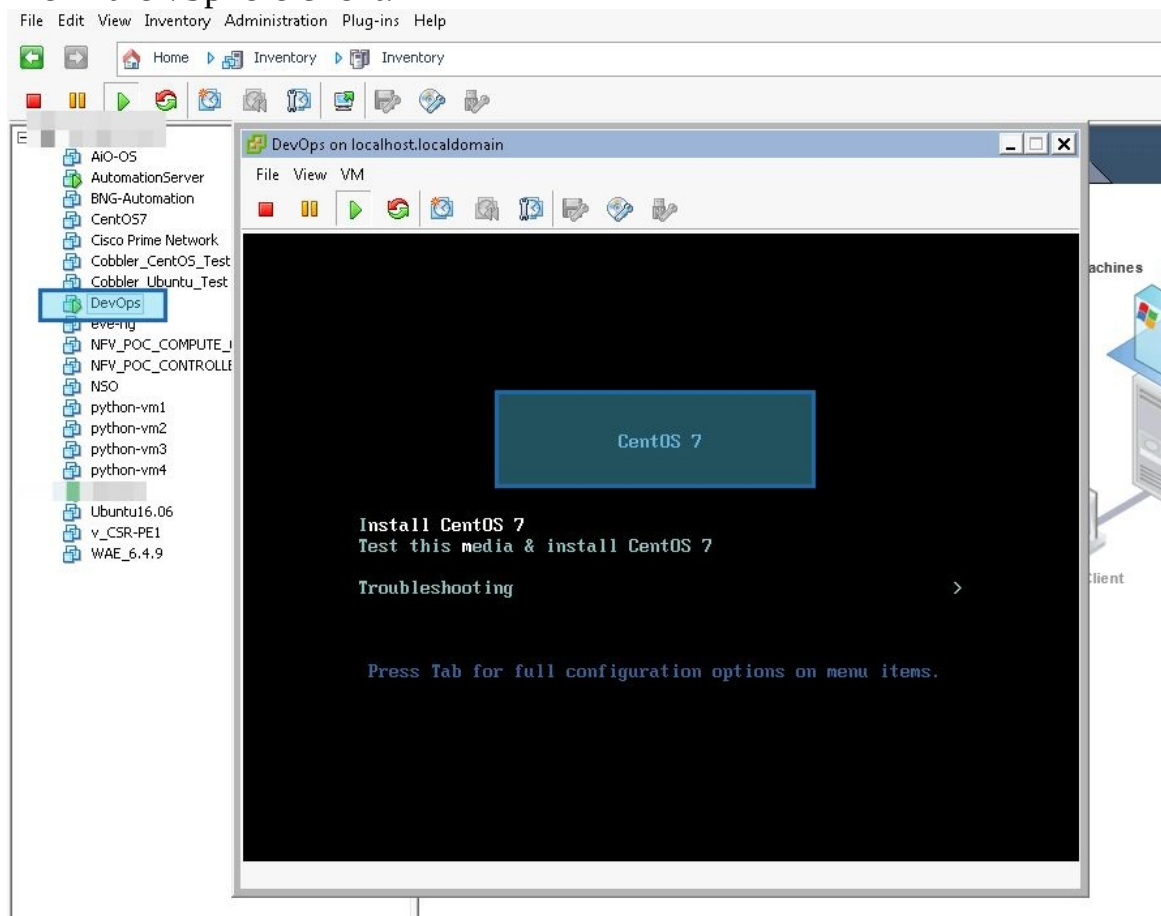 File Edit View Inventory Administration Plug-ins Help
Home Inventory Inventory
AiO-OS
AutomationServer
BNG-Automation
CentOS7
Cisco Prime Network
Cobbler_CentOS_Test
Cobbler_Ubuntu_Test
DevOps
eve-ng
NFV_POC_COMPUTE_
NFV_POC_CONTROLLE
NSO
python-vm1
python-vm2
python-vm3
python-vm4
Ubuntu16.06
v_CSR-PE1
WAE_6.4.9
DevOps on localhost.localdomain
File View VM
CentOS 7
Install CentOS 7
Test this media & install CentOS 7
Troubleshooting >
Press Tab for full configuration options on menu items.
achines
lient